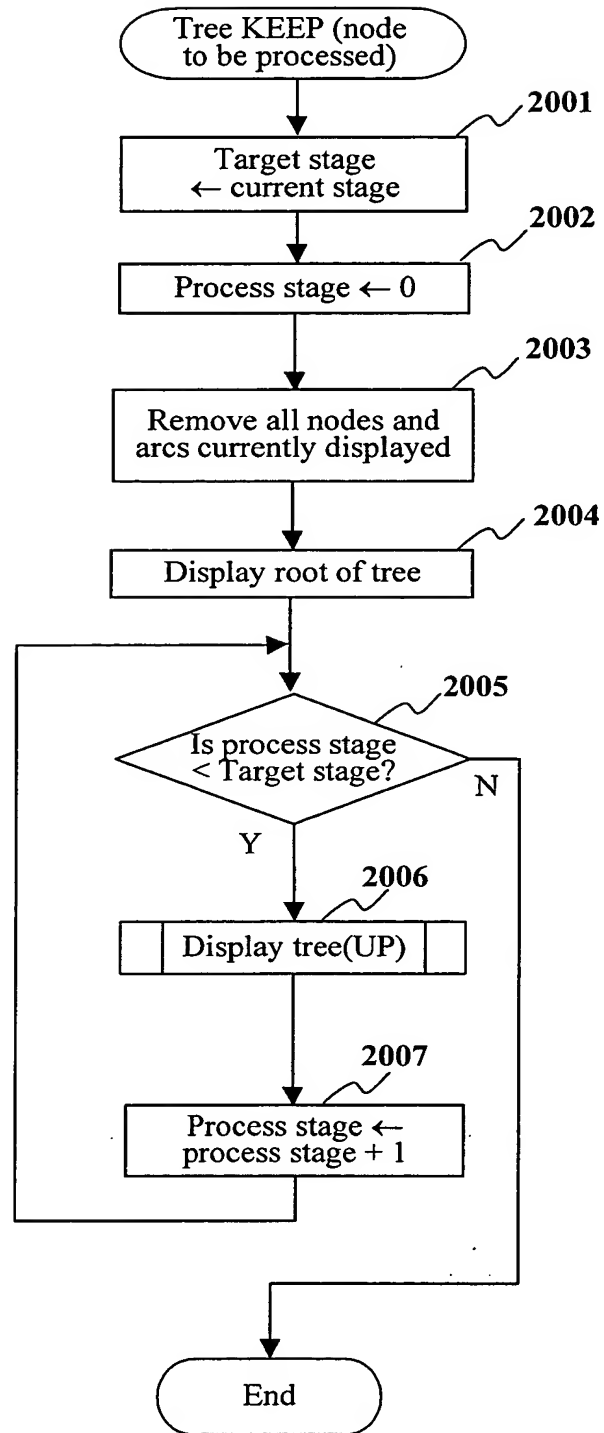 Tree KEEP (node
to be processed)
2001
Target stage
← current stage
2002
Process stage ← 0
2003
Remove all nodes and
arcs currently displayed
2004
Display root of tree
2005
Is process stage
< Target stage?
N
Y
2006
Display tree(UP)
2007
Process stage ←
process stage + 1
End